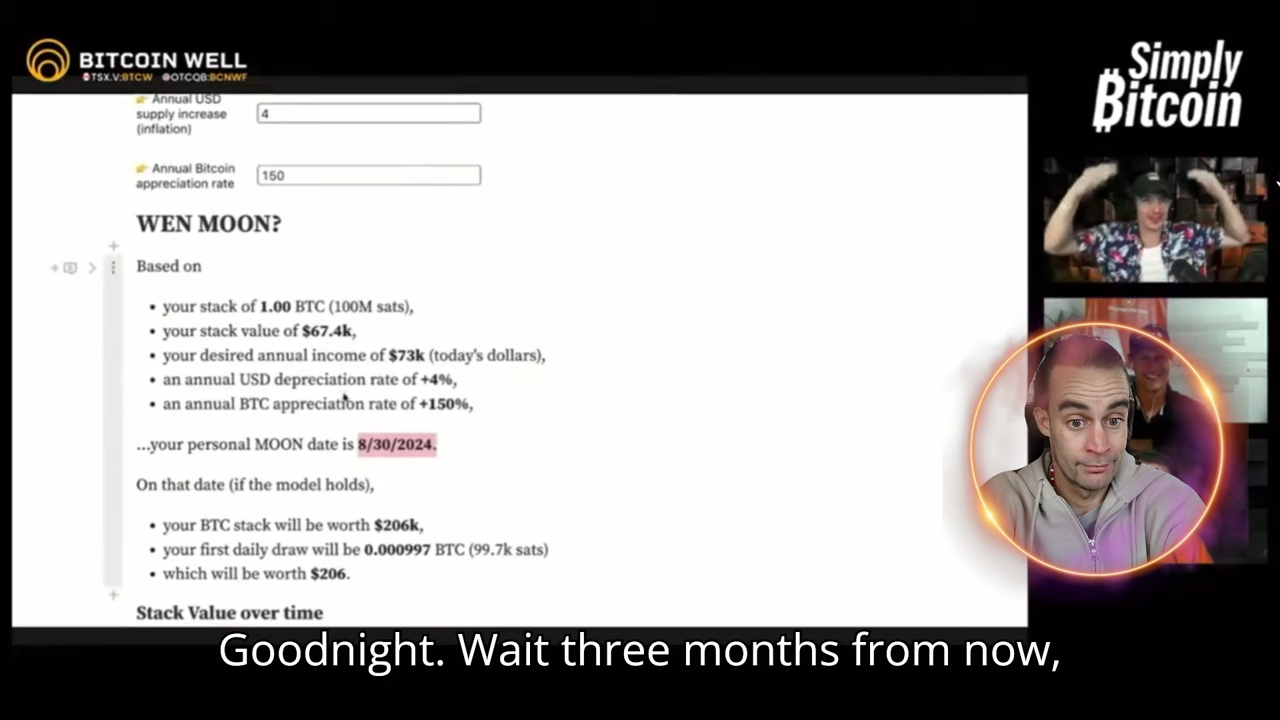 BITCOIN WELL
TSX.V:BTCW OTCQB:BCNWF
Simply
Bitcoin
👉 Annual USD
supply increase
(inflation)
4
👉 Annual Bitcoin
appreciation rate
150
WEN MOON?
Based on
• your stack of 1.00 BTC (100M sats),
• your stack value of $67.4k,
• your desired annual income of $73k (today's dollars),
• an annual USD depreciation rate of +4%,
• an annual BTC appreciation rate of +150%,
...your personal MOON date is 8/30/2024.
On that date (if the model holds),
• your BTC stack will be worth $206k,
• your first daily draw will be 0.000997 BTC (99.7k sats)
• which will be worth $206.
Stack Value over time
Goodnight. Wait three months from now,